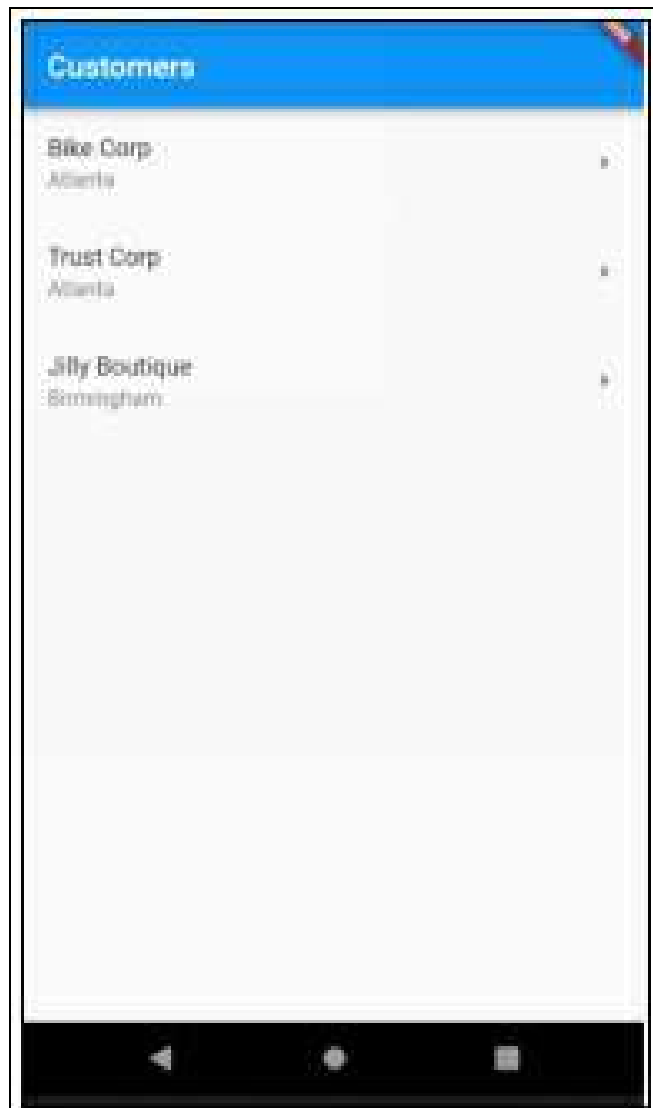 Customers
Bike Corp
Atlanta
Trust Corp
Atlanta
Jilly Boutique
Birmingham